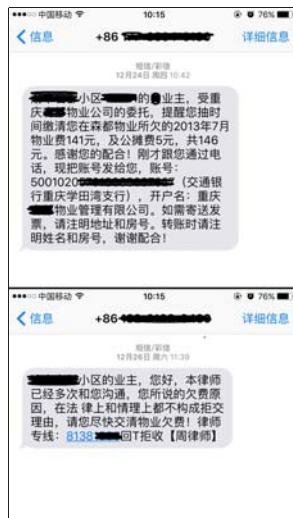 中国移动 10:15 76%
信息 +86 详细信息
短信/彩信
12月24日 周四 10:42
小区 的 业主，受重
庆 物业公司的委托，提醒您抽时
间缴清您在森都物业所欠的2013年7月
物业费141元，及公摊费5元，共146
元。感谢您的配合！刚才跟您通过电
话，现把账号发给您，账号：
5001020 （交通银
行重庆学田湾支行），开户名：重庆
物业管理有限公司。如需寄送发
票，请注明地址和房号。转账时请注
明姓名和房号，谢谢配合！
中国移动 10:15 76%
信息 +86 详细信息
短信/彩信
12月26日 周六 11:39
小区的业主，您好，本律师
已经多次和您沟通，您所说的欠费原
因，在法 律上和情理上都不构成拒交
理由，请您尽快交清物业欠费！律师
专线：8138 回T拒收【周律师】